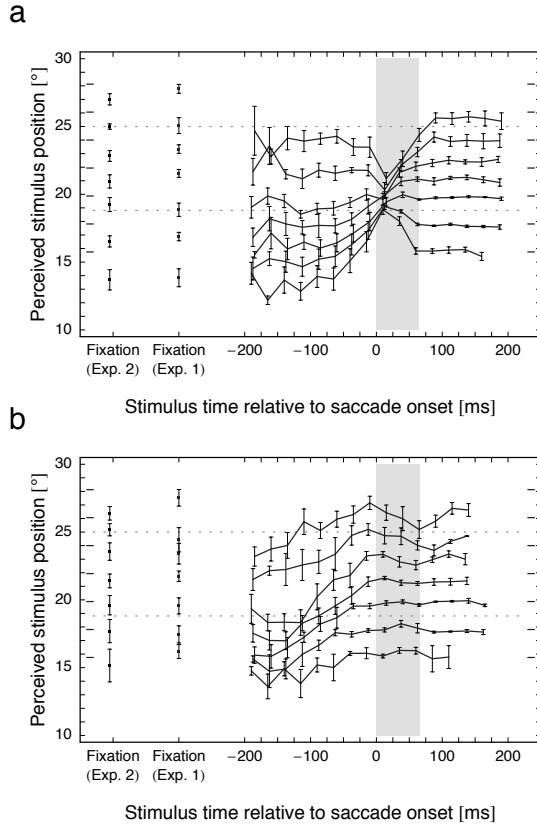 a
30
25
20
15
10
Perceived stimulus position [°]
Fixation
(Exp. 2)
Fixation
(Exp. 1)
−200
−100
0
100
200
Stimulus time relative to saccade onset [ms]
b
30
25
20
15
10
Perceived stimulus position [°]
Fixation
(Exp. 2)
Fixation
(Exp. 1)
−200
−100
0
100
200
Stimulus time relative to saccade onset [ms]